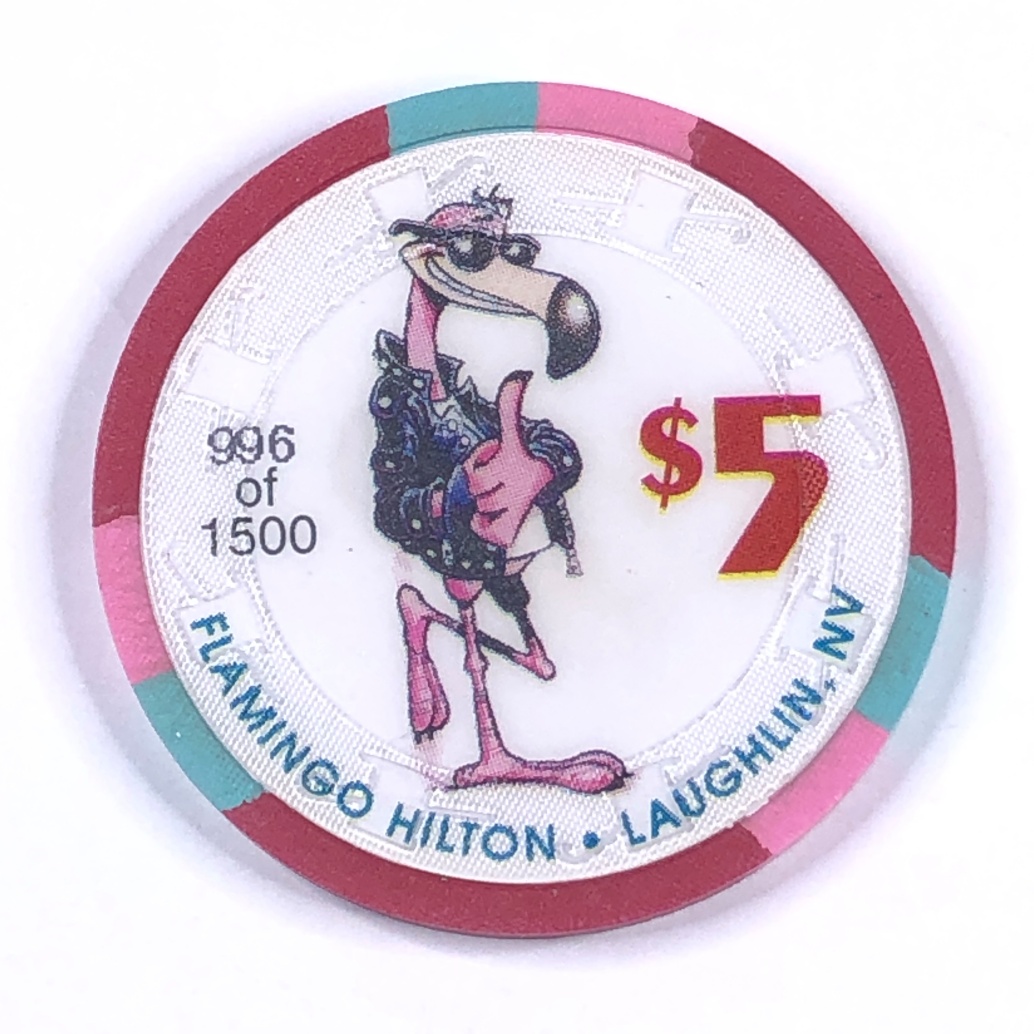 996
of
1500
$5
FLAMINGO HILTON • LAUGHLIN, NV